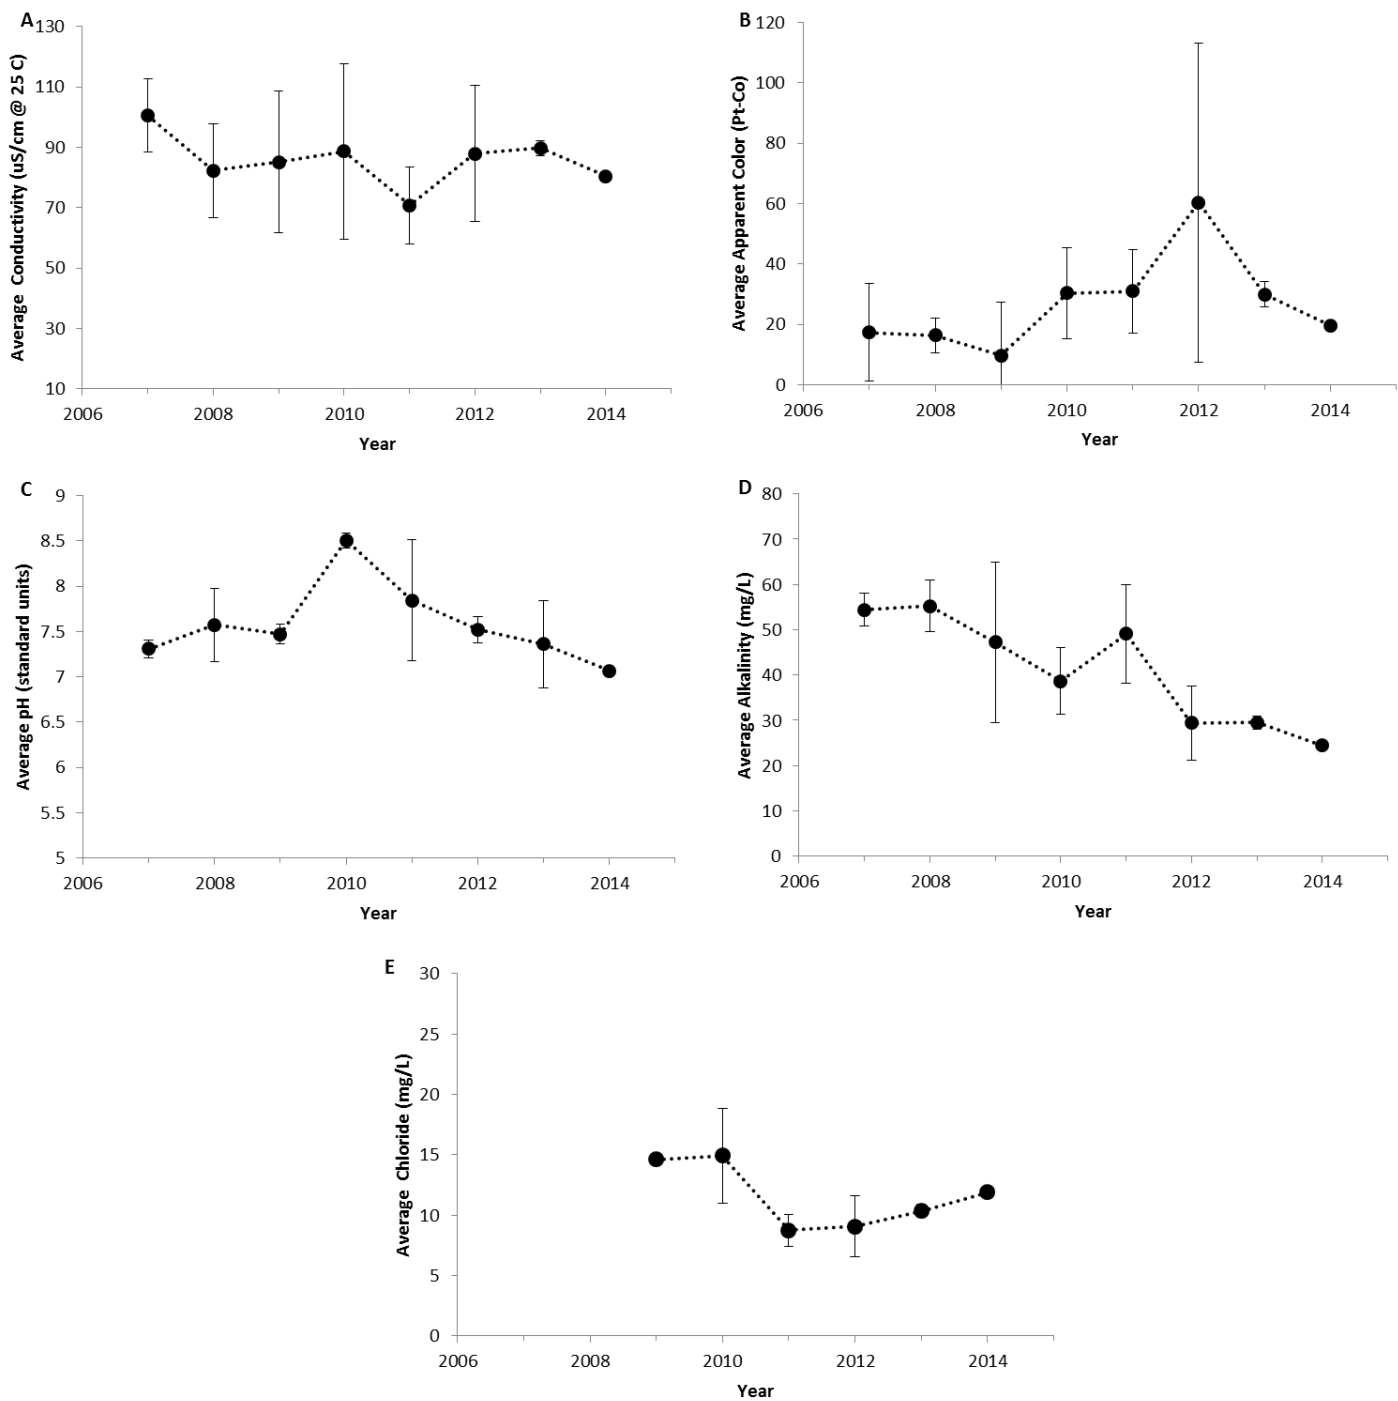 A
130
110
90
70
50
30
10
2006 2008 2010 2012 2014
Year
Average Conductivity (uS/cm @ 25 C)
B
120
100
80
60
40
20
0
2006 2008 2010 2012 2014
Year
Average Apparent Color (Pt-Co)
C
9
8.5
8
7.5
7
6.5
6
5.5
5
2006 2008 2010 2012 2014
Year
Average pH (standard units)
D
80
70
60
50
40
30
20
10
0
2006 2008 2010 2012 2014
Year
Average Alkalinity (mg/L)
E
30
25
20
15
10
5
0
2006 2008 2010 2012 2014
Year
Average Chloride (mg/L)